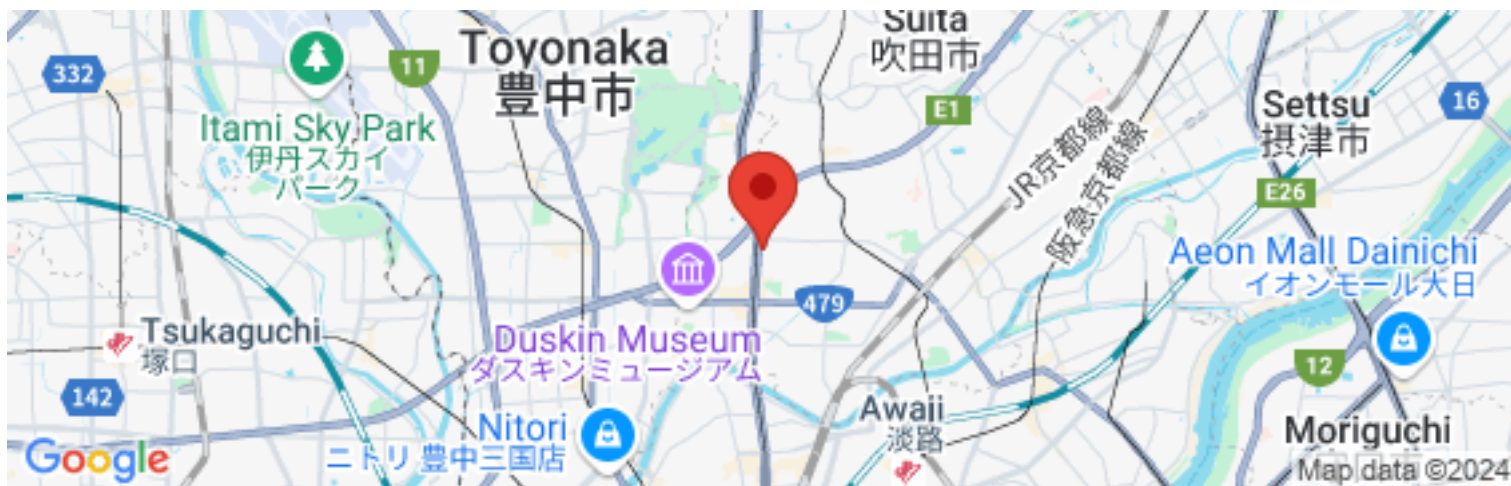 Suita
吹田市
Toyonaka
豊中市
332
11
E1
Settsu
摂津市
16
Itami Sky Park
伊丹スカイ
パーク
JR京都線
阪急京都線
E26
Aeon Mall Dainichi
イオンモール大日
479
Tsukaguchi
塚口
Duskin Museum
ダスキンミュージアム
12
142
Awaji
淡路
Nitori
ニトリ 豊中三国店
Moriguchi
Google
Map data ©2024